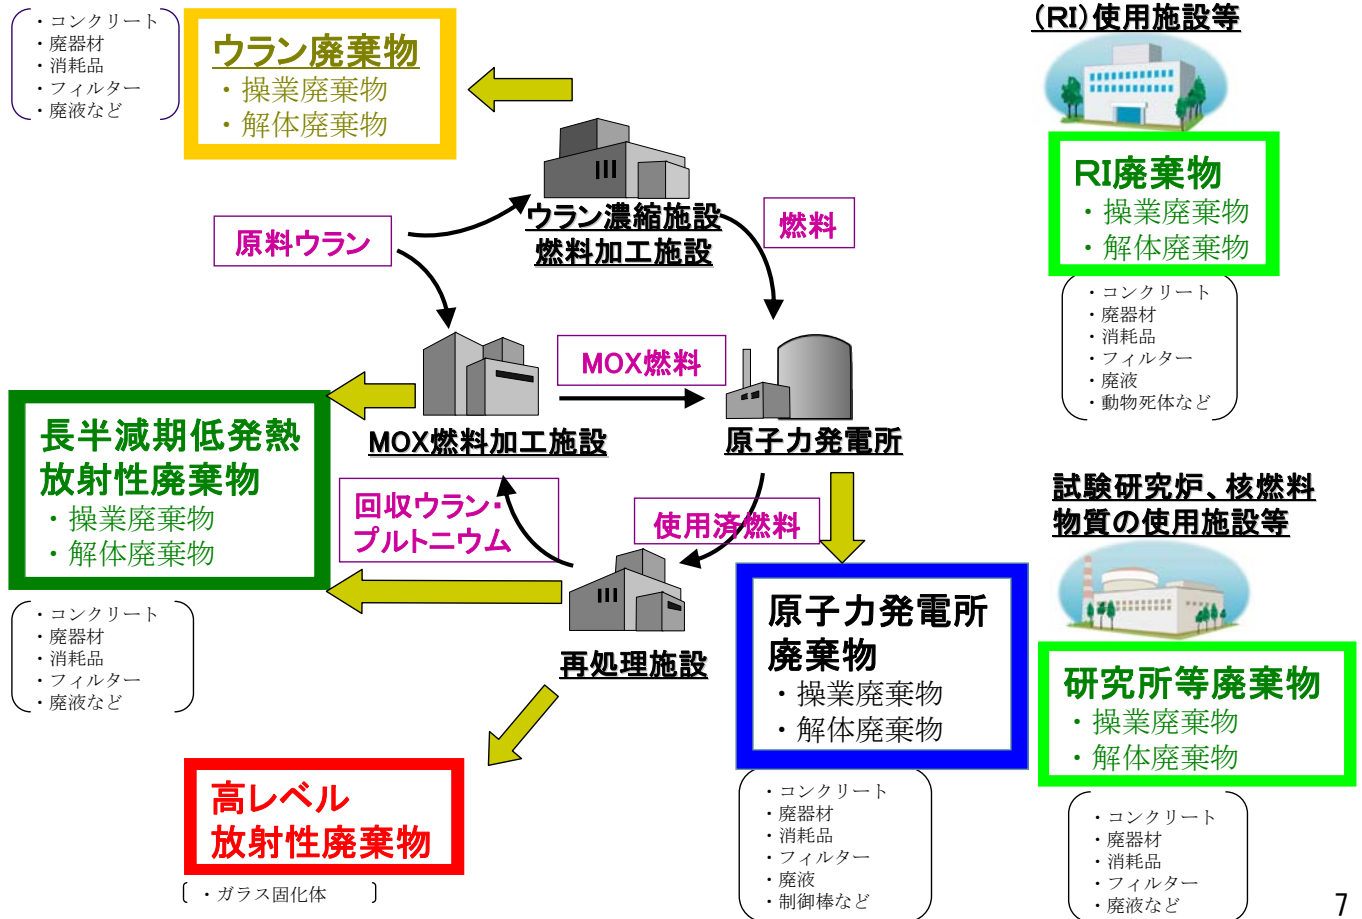 ・コンクリート
・廃器材
・消耗品
・フィルター
・廃液など
ウラン廃棄物
・操業廃棄物
・解体廃棄物
ウラン濃縮施設
燃料加工施設
原料ウラン
燃料
MOX燃料
MOX燃料加工施設
原子力発電所
長半減期低発熱
放射性廃棄物
・操業廃棄物
・解体廃棄物
・コンクリート
・廃器材
・消耗品
・フィルター
・廃液など
回収ウラン・
プルトニウム
使用済燃料
再処理施設
高レベル
放射性廃棄物
・ガラス固化体
原子力発電所
廃棄物
・操業廃棄物
・解体廃棄物
・コンクリート
・廃器材
・消耗品
・フィルター
・廃液
・制御棒など
（RI）使用施設等
RI廃棄物
・操業廃棄物
・解体廃棄物
・コンクリート
・廃器材
・消耗品
・フィルター
・廃液
・動物死体など
試験研究炉、核燃料
物質の使用施設等
研究所等廃棄物
・操業廃棄物
・解体廃棄物
・コンクリート
・廃器材
・消耗品
・フィルター
・廃液など
7